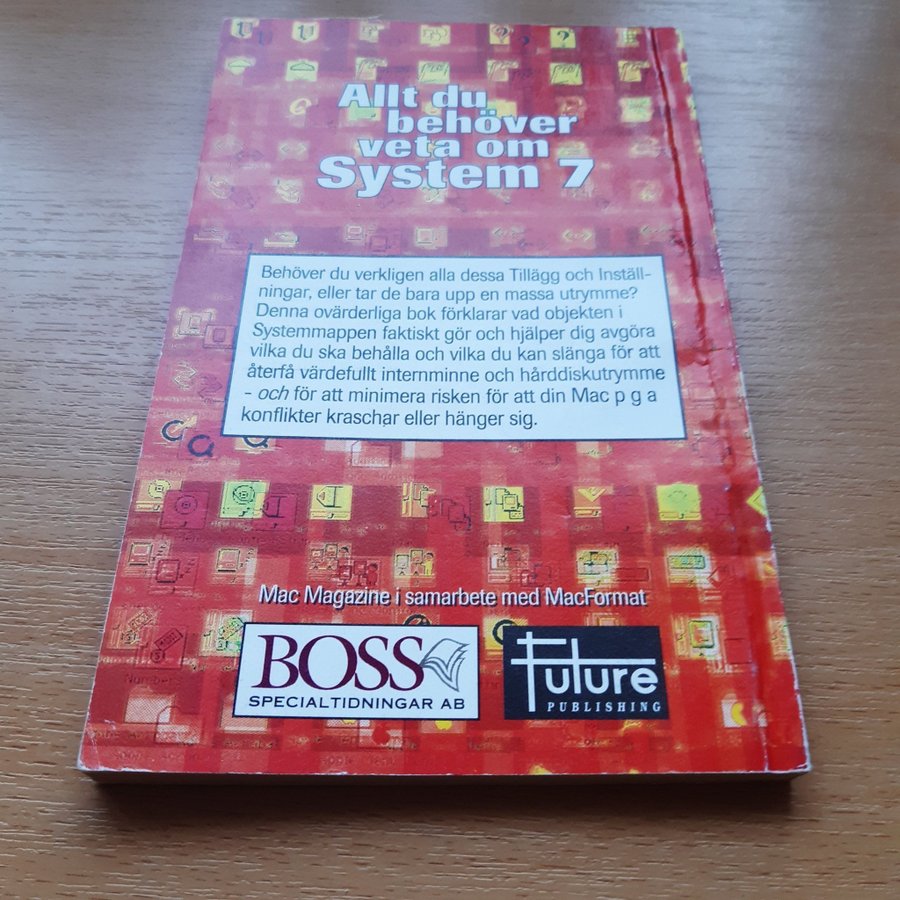 Allt du
behöver
veta om
System 7
Behöver du verkligen alla dessa Tillägg och Inställ-
ningar, eller tar de bara upp en massa utrymme?
Denna ovärderliga bok förklarar vad objekten i
Systemmappen faktiskt gör och hjälper dig avgöra
vilka du ska behålla och vilka du kan slänga för att
återfå värdefullt internminne och hårddiskutrymme
- och för att minimera risken för att din Mac p g a
konflikter kraschar eller hänger sig.
Mac Magazine i samarbete med MacFormat
BOSS
SPECIALTIDNINGAR AB
Future
PUBLISHING